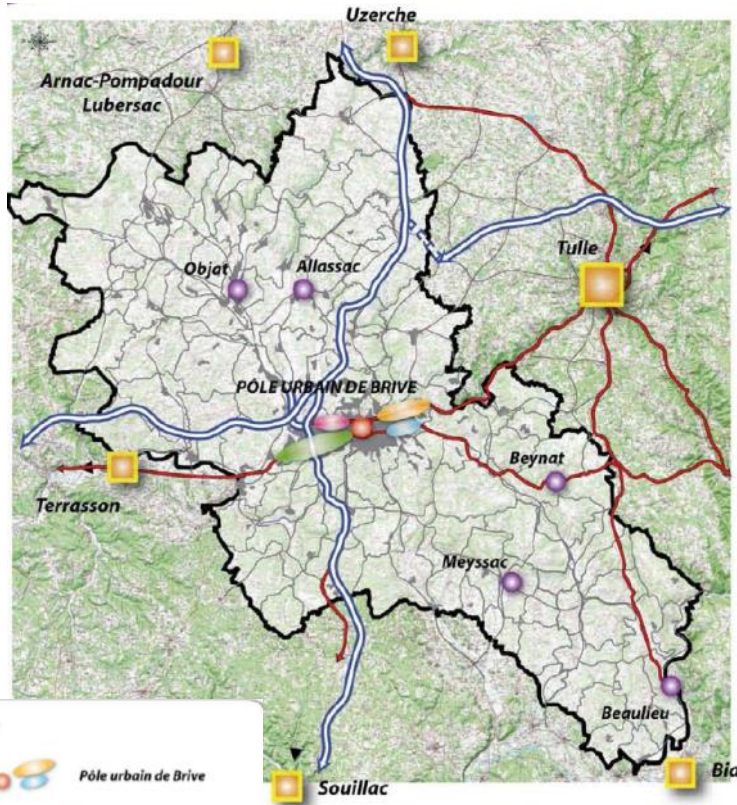 Uzerche
Arnac-Pompadour
Lubersac
Objat
Allassac
Tulle
PÔLE URBAIN DE BRIVE
Beynat
Terrasson
Meyssac
Beaulieu
Pôle urbain de Brive
Souillac
Bia